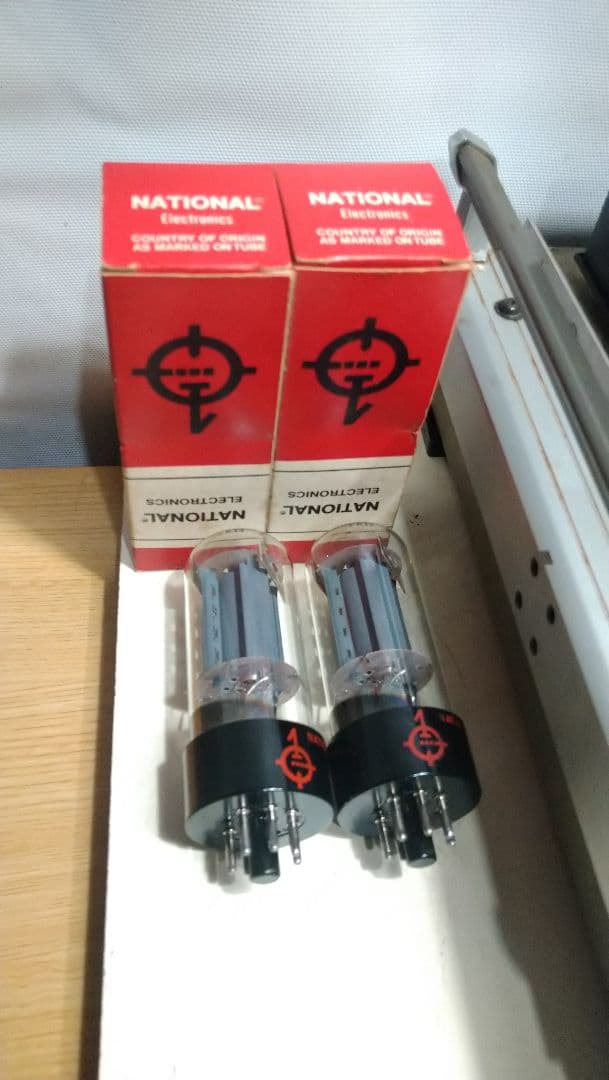 NATIONAL
Electronics
COUNTRY OF ORIGIN
AS MARKED ON TUBE
NATIONAL
Electronics
COUNTRY OF ORIGIN
AS MARKED ON TUBE
NATIONAL
ELECTRONICS
NATIONAL
ELECTRONICS